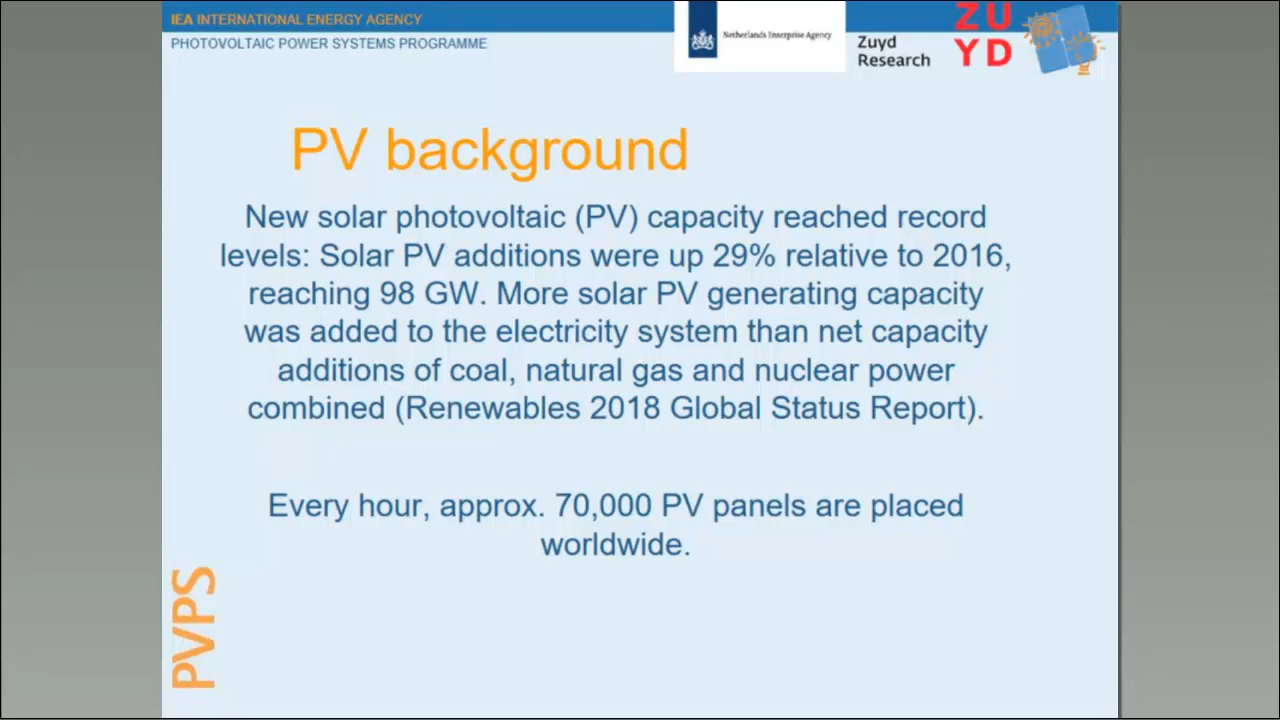 IEA INTERNATIONAL ENERGY AGENCY
PHOTOVOLTAIC POWER SYSTEMS PROGRAMME
Netherlands Enterprise Agency
Zuyd
Research
ZU
YD
PV background
New solar photovoltaic (PV) capacity reached record
levels: Solar PV additions were up 29% relative to 2016,
reaching 98 GW. More solar PV generating capacity
was added to the electricity system than net capacity
additions of coal, natural gas and nuclear power
combined (Renewables 2018 Global Status Report).
Every hour, approx. 70,000 PV panels are placed
worldwide.
PVPS